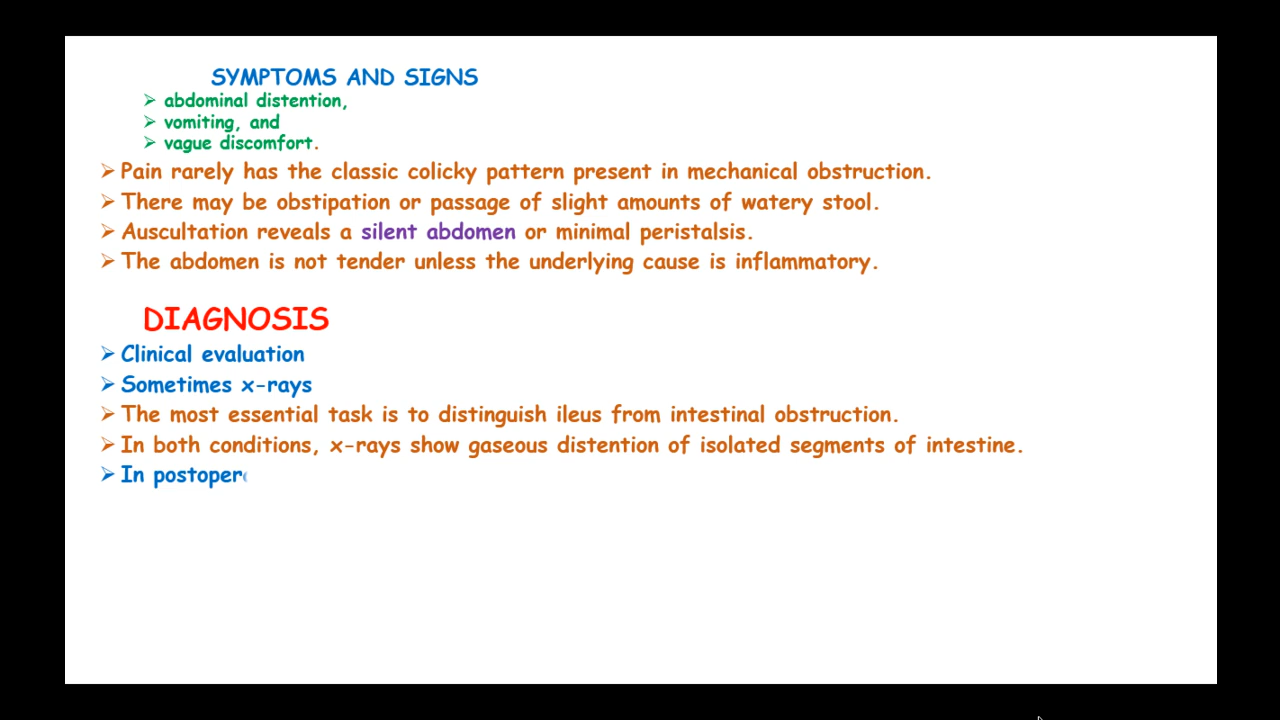 SYMPTOMS AND SIGNS
➢ abdominal distention,
➢ vomiting, and
➢ vague discomfort.
➢ Pain rarely has the classic colicky pattern present in mechanical obstruction.
➢ There may be obstipation or passage of slight amounts of watery stool.
➢ Auscultation reveals a silent abdomen or minimal peristalsis.
➢ The abdomen is not tender unless the underlying cause is inflammatory.
DIAGNOSIS
➢ Clinical evaluation
➢ Sometimes x-rays
➢ The most essential task is to distinguish ileus from intestinal obstruction.
➢ In both conditions, x-rays show gaseous distention of isolated segments of intestine.
➢ In postoper